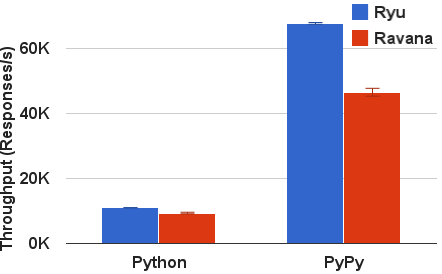 Ryu
Ravana
Throughput (Responses/s)
60K
40K
20K
0K
Python
PyPy